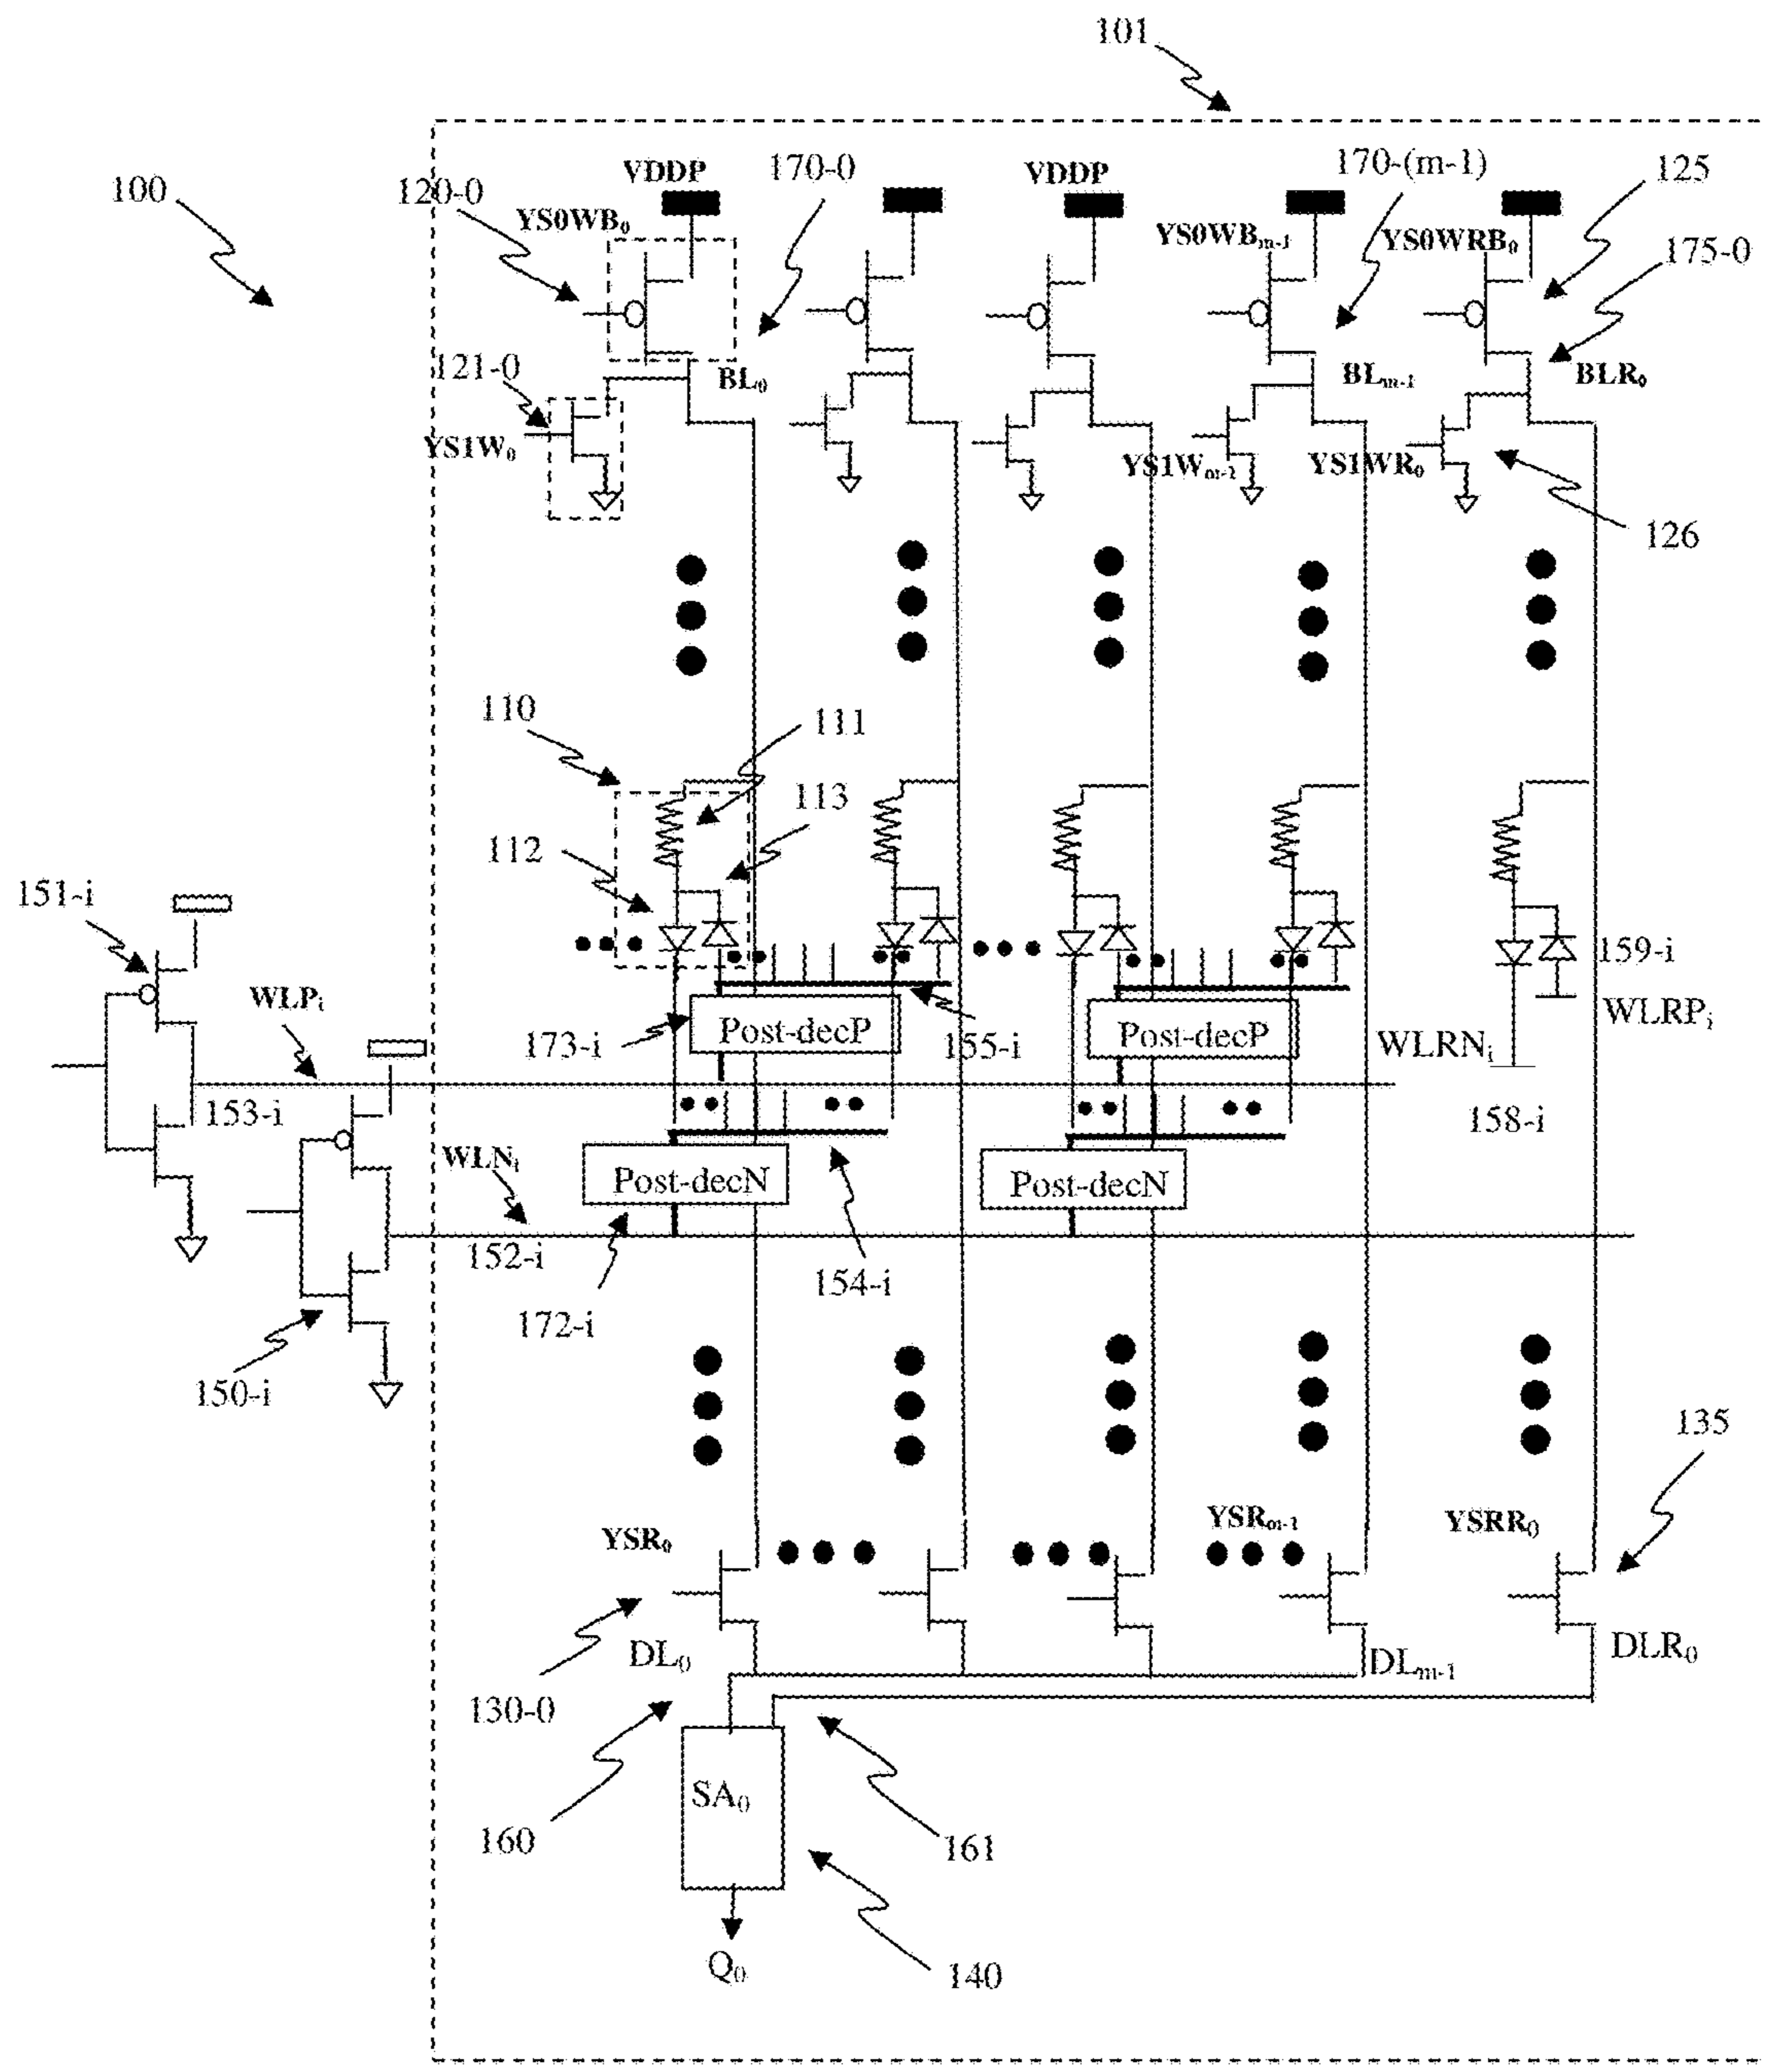 101
100
120-0
VDDP
170-0
VDDP
170-(m-1)
125
YS0WB₀
YS0WBₘ₋₁
YS0WRB₀
175-0
121-0
BL₀
BLₘ₋₁
BLR₀
YS1W₀
YS1Wₘ₋₁
YS1WR₀
126
110
111
113
112
151-i
159-i
WLPᵢ
173-i
Post-decP
155-i
Post-decP
WLRNᵢ
WLRPᵢ
153-i
158-i
WLNᵢ
Post-decN
Post-decN
152-i
172-i
154-i
150-i
135
YSR₀
YSRₘ₋₁
YSRR₀
DL₀
DLₘ₋₁
DLR₀
130-0
SA₀
160
161
Q₀
140